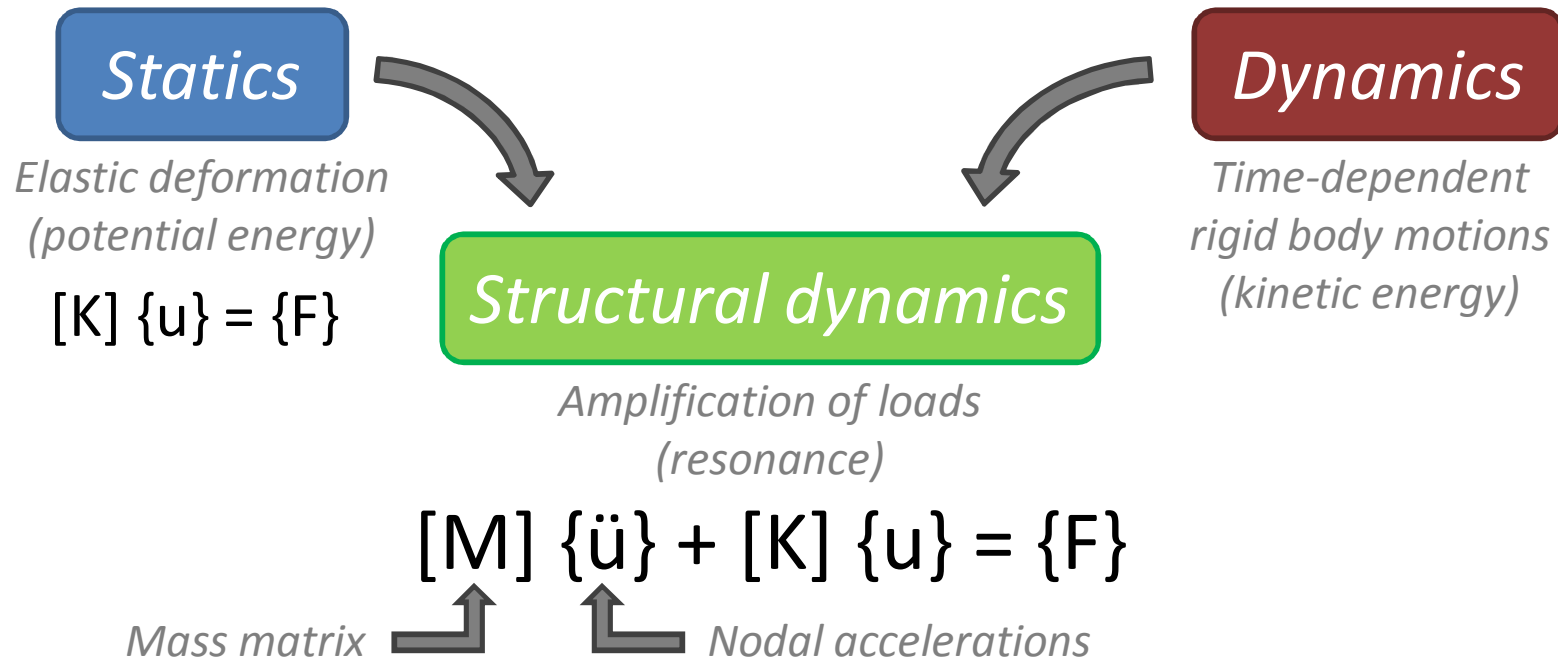 Statics
Dynamics
Elastic deformation
(potential energy)
[K] {u} = {F}
Time-dependent
rigid body motions
(kinetic energy)
Structural dynamics
Amplification of loads
(resonance)
[M] {ü} + [K] {u} = {F}
Mass matrix
Nodal accelerations